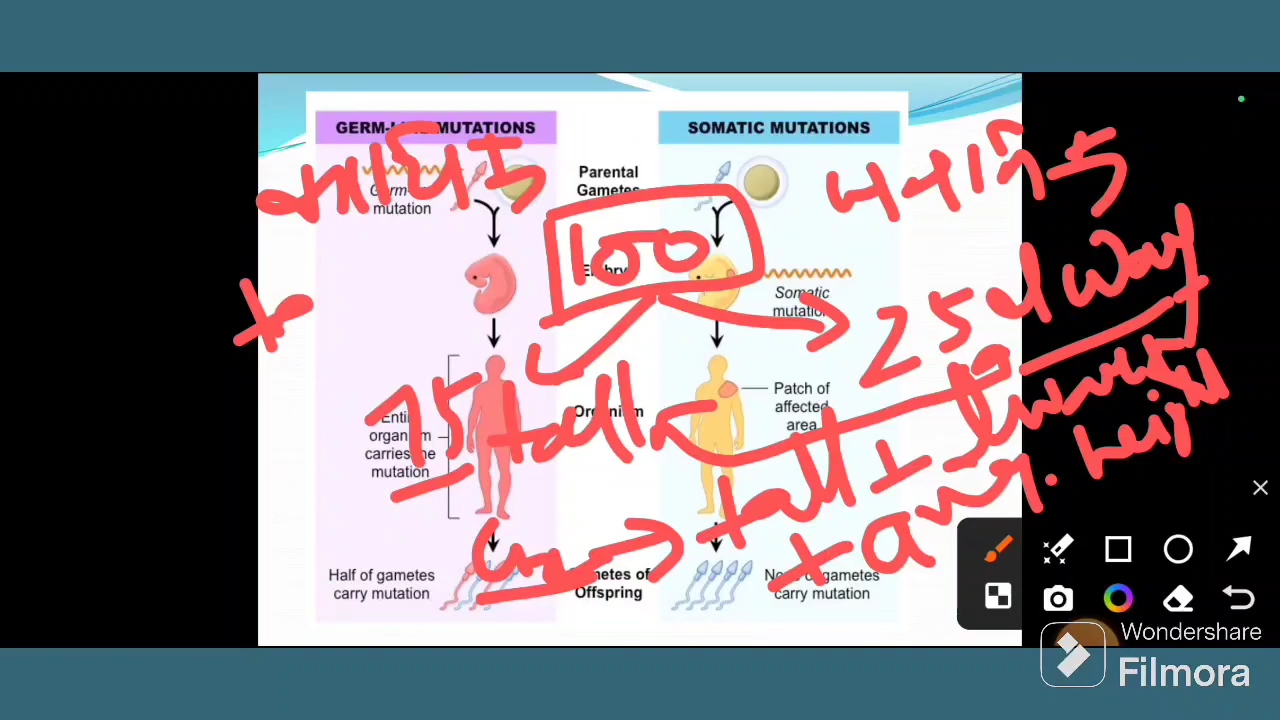 GERM-LINE MUTATIONS
SOMATIC MUTATIONS
Parental
Gametes
Germ-line
mutation
100
Embryo
Somatic
mutation
25 dwarf
75 tall
Entire
organism
carries the
mutation
Organism
Patch of
affected
area
tall
+ avg. height
Half of gametes
carry mutation
Gametes of
Offspring
None of gametes
carry mutation
Wondershare
Filmora